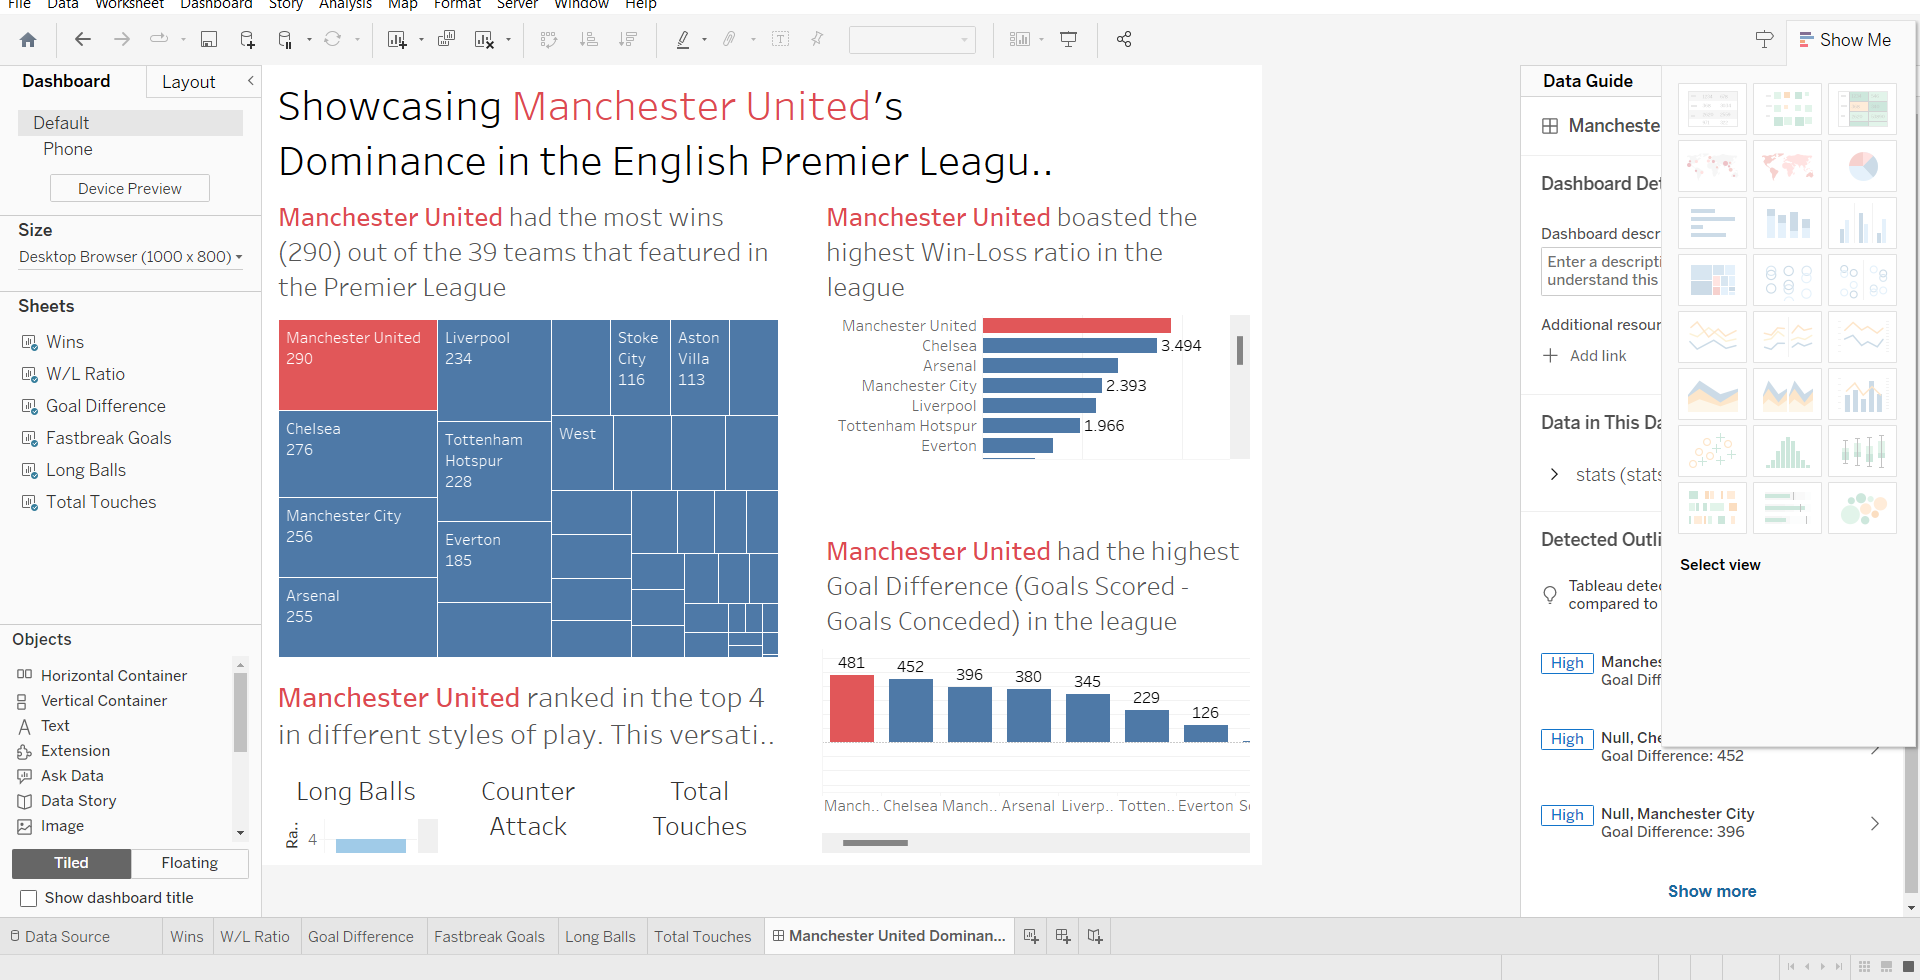 File Data Worksheet Dashboard Story Analysis Map Format Server Window Help
Show Me
Dashboard Layout
Default
Phone
Device Preview
Size
Desktop Browser (1000 x 800)
Sheets
Wins
W/L Ratio
Goal Difference
Fastbreak Goals
Long Balls
Total Touches
Objects
Horizontal Container
Vertical Container
Text
Extension
Ask Data
Data Story
Image
Tiled Floating
Show dashboard title
Showcasing Manchester United's
Dominance in the English Premier Leagu..
Manchester United had the most wins
(290) out of the 39 teams that featured in
the Premier League
Manchester United
290
Chelsea
276
Manchester City
256
Arsenal
255
Liverpool
234
Tottenham
Hotspur
228
Everton
185
Stoke
City
116
Aston
Villa
113
West
Manchester United ranked in the top 4
in different styles of play. This versati..
Long Balls
Counter
Attack
Total
Touches
Ra..
4
Manchester United boasted the
highest Win-Loss ratio in the
league
Manchester United
Chelsea 3.494
Arsenal
Manchester City 2.393
Liverpool
Tottenham Hotspur 1.966
Everton
Manchester United had the highest
Goal Difference (Goals Scored -
Goals Conceded) in the league
481 452 396 380 345 229 126
Manch.. Chelsea Manch.. Arsenal Liverp.. Totten.. Everton
Data Guide
Mancheste
Dashboard Det
Dashboard descr
Enter a descripti
understand this
Additional resour
Add link
Data in This Da
stats (stats
Detected Outli
Tableau dete
compared to
High Manches
Goal Diff
High Null, Che
Goal Difference: 452
High Null, Manchester City
Goal Difference: 396
Show more
Select view
Data Source Wins W/L Ratio Goal Difference Fastbreak Goals Long Balls Total Touches Manchester United Dominan...